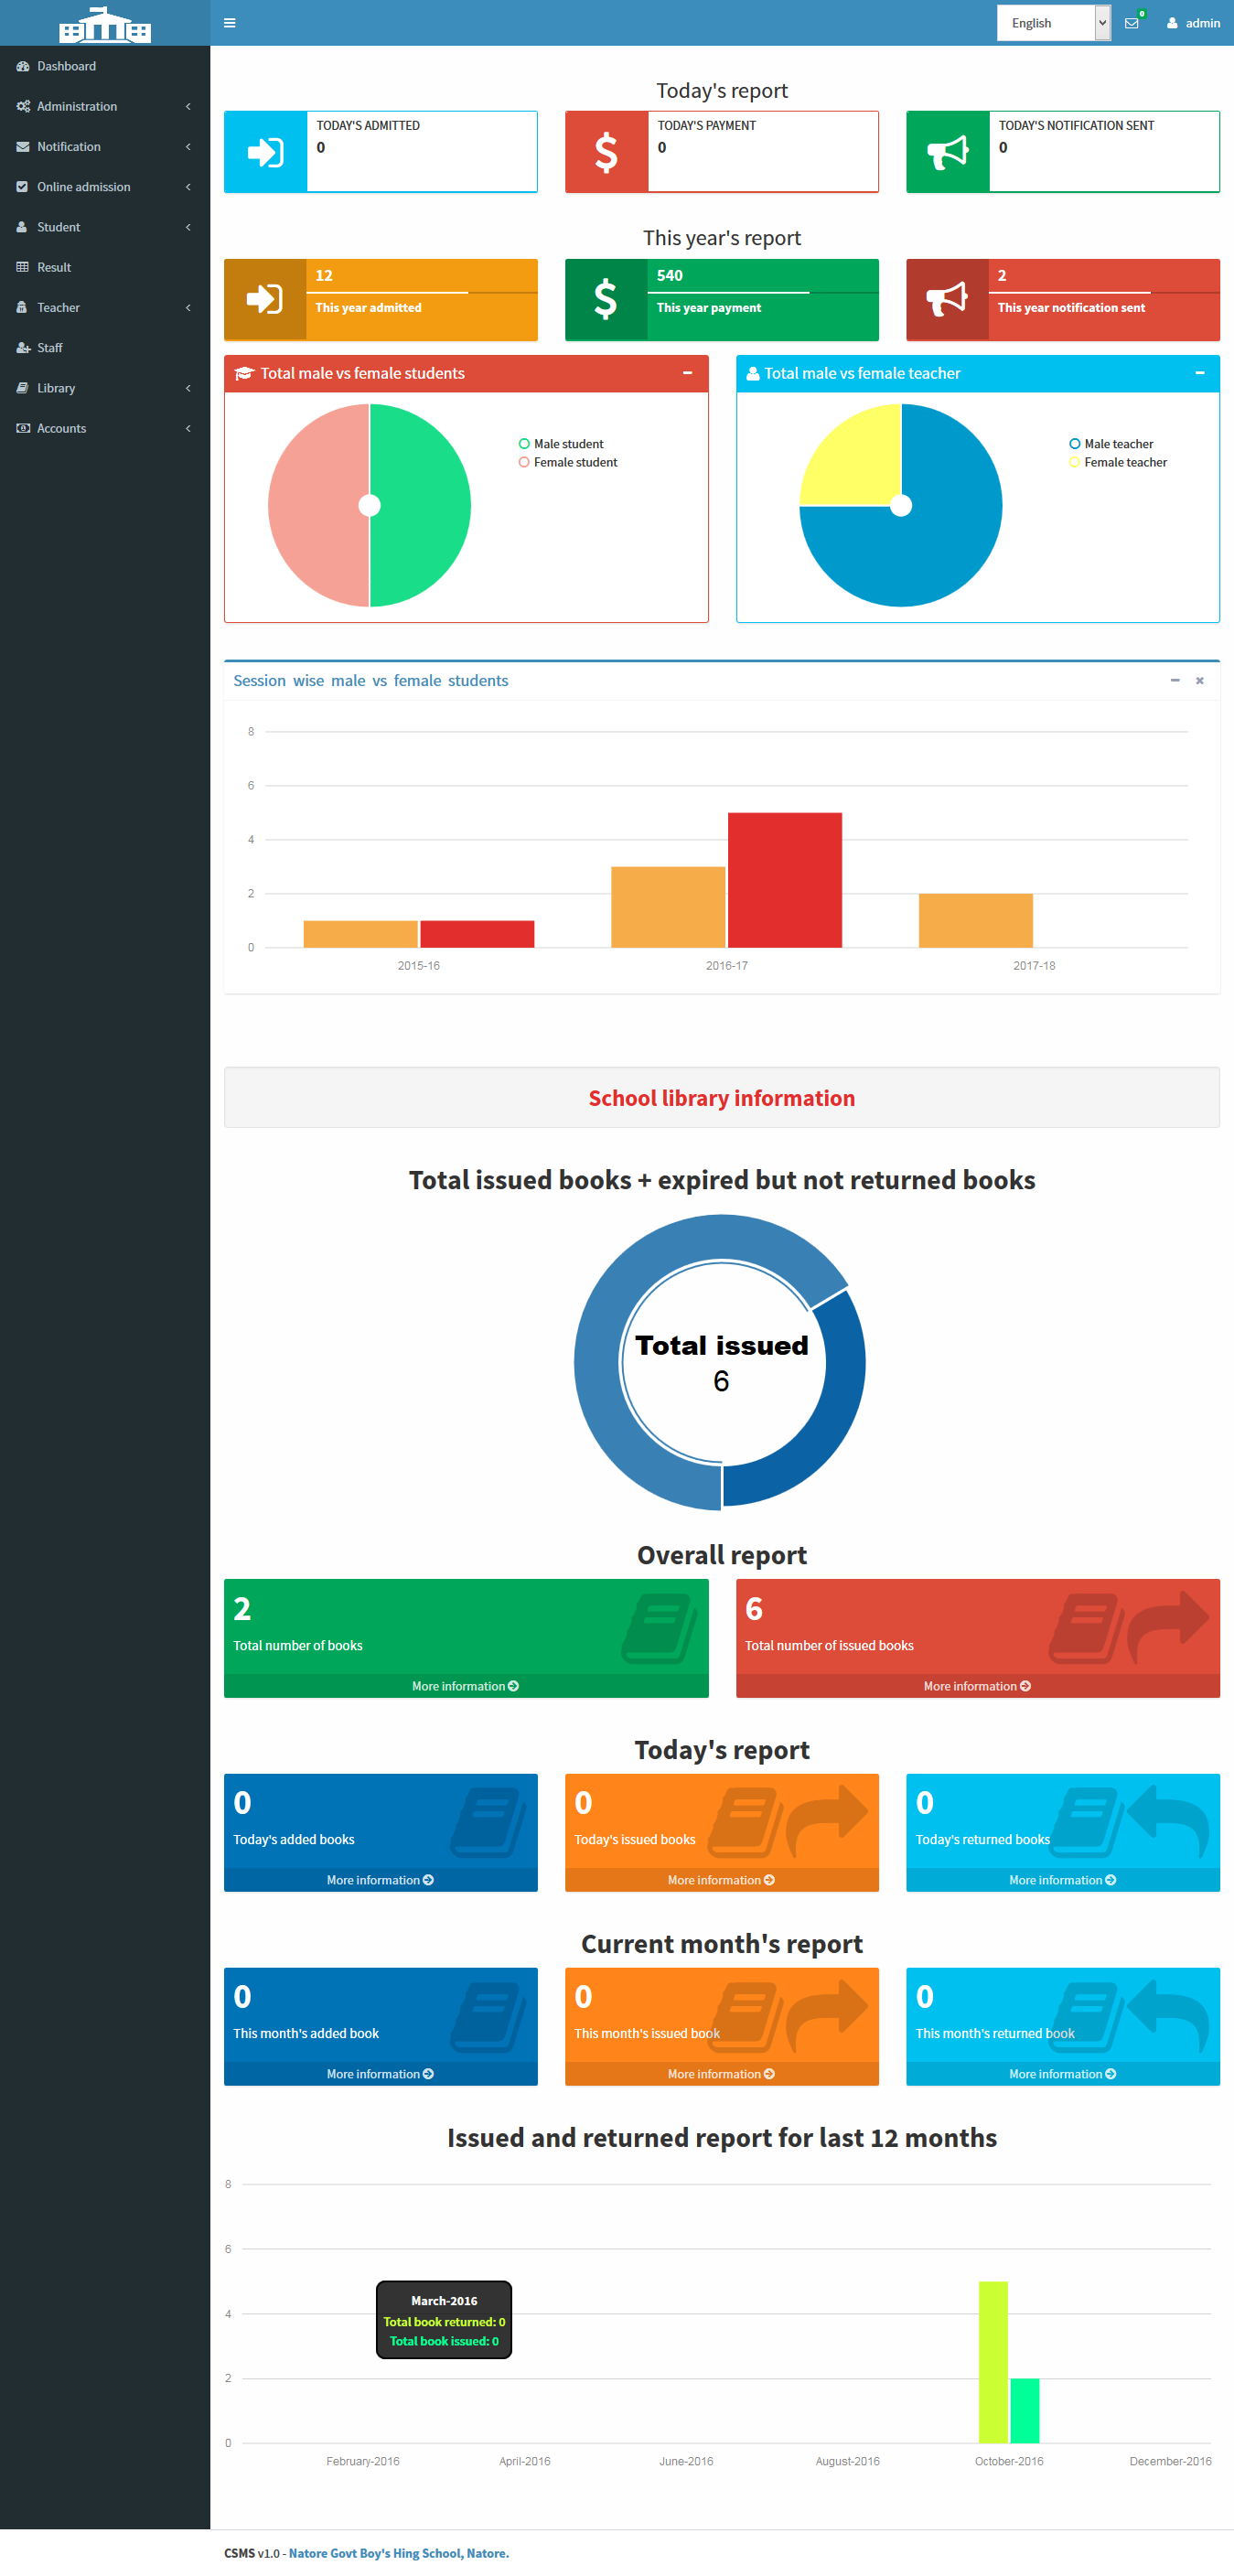 English
0
admin
Dashboard
Administration
Notification
Online admission
Student
Result
Teacher
Staff
Library
Accounts
Today's report
TODAY'S ADMITTED
0
TODAY'S PAYMENT
0
TODAY'S NOTIFICATION SENT
0
This year's report
12
This year admitted
540
This year payment
2
This year notification sent
Total male vs female students
Male student
Female student
Total male vs female teacher
Male teacher
Female teacher
Session wise male vs female students
8
6
4
2
0
2015-16 2016-17 2017-18
School library information
Total issued books + expired but not returned books
Total issued
6
Overall report
2
Total number of books
More information
6
Total number of issued books
More information
Today's report
0
Today's added books
More information
0
Today's issued books
More information
0
Today's returned books
More information
Current month's report
0
This month's added book
More information
0
This month's issued book
More information
0
This month's returned book
More information
Issued and returned report for last 12 months
8
6
4
2
0
March-2016
Total book returned: 0
Total book issued: 0
February-2016 April-2016 June-2016 August-2016 October-2016 December-2016
CSMS v1.0 - Natore Govt Boy's Hing School, Natore.